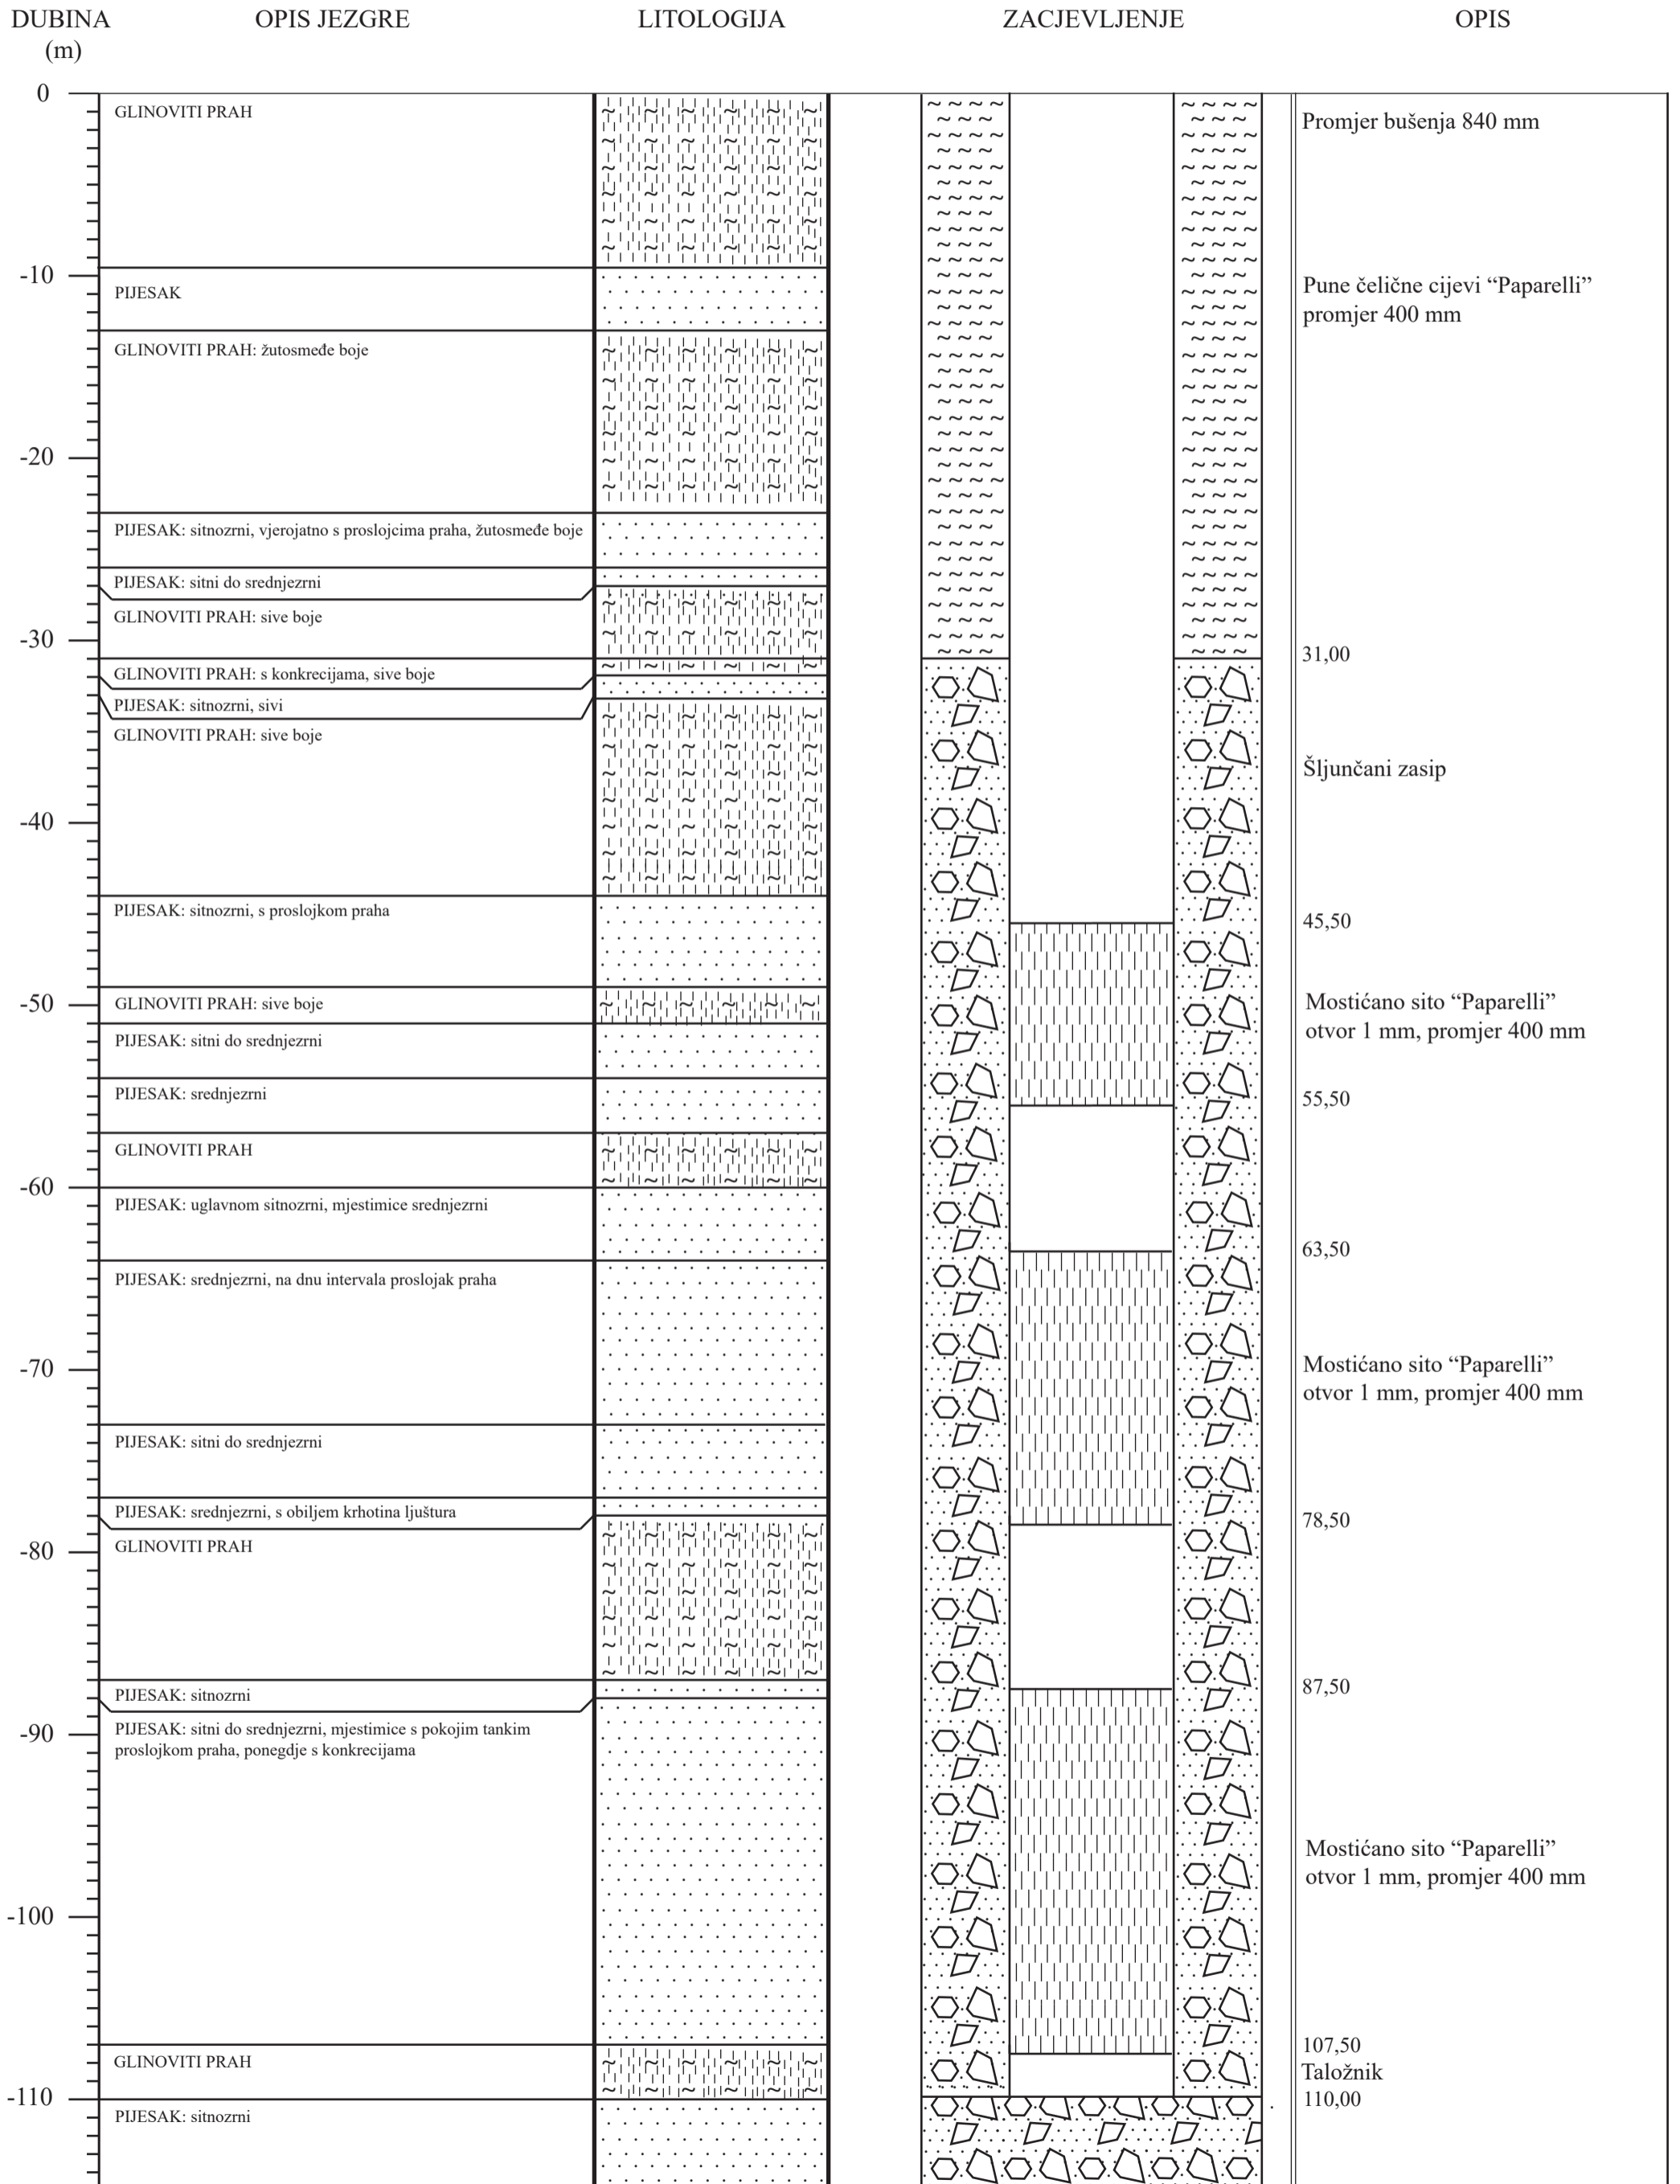 DUBINA
(m)
OPIS JEZGRE
LITOLOGIJA
ZACJEVLJENJE
OPIS
0
-10
-20
-30
-40
-50
-60
-70
-80
-90
-100
-110
GLINOVITI PRAH
PIJESAK
GLINOVITI PRAH: žutosmeđe boje
PIJESAK: sitnozrni, vjerojatno s proslojcima praha, žutosmeđe boje
PIJESAK: sitni do srednjezrni
GLINOVITI PRAH: sive boje
GLINOVITI PRAH: s konkrecijama, sive boje
PIJESAK: sitnozrni, sivi
GLINOVITI PRAH: sive boje
PIJESAK: sitnozrni, s proslojkom praha
GLINOVITI PRAH: sive boje
PIJESAK: sitni do srednjezrni
PIJESAK: srednjezrni
GLINOVITI PRAH
PIJESAK: uglavnom sitnozrni, mjestimice srednjezrni
PIJESAK: srednjezrni, na dnu intervala proslojak praha
PIJESAK: sitni do srednjezrni
PIJESAK: srednjezrni, s obiljem krhotina ljuštura
GLINOVITI PRAH
PIJESAK: sitnozrni
PIJESAK: sitni do srednjezrni, mjestimice s pokojim tankim
proslojkom praha, ponegdje s konkrecijama
GLINOVITI PRAH
PIJESAK: sitnozrni
Promjer bušenja 840 mm
Pune čelične cijevi “Paparelli”
promjer 400 mm
31,00
Šljunčani zasip
45,50
Mostićano sito “Paparelli”
otvor 1 mm, promjer 400 mm
55,50
63,50
Mostićano sito “Paparelli”
otvor 1 mm, promjer 400 mm
78,50
87,50
Mostićano sito “Paparelli”
otvor 1 mm, promjer 400 mm
107,50
Taložnik
110,00